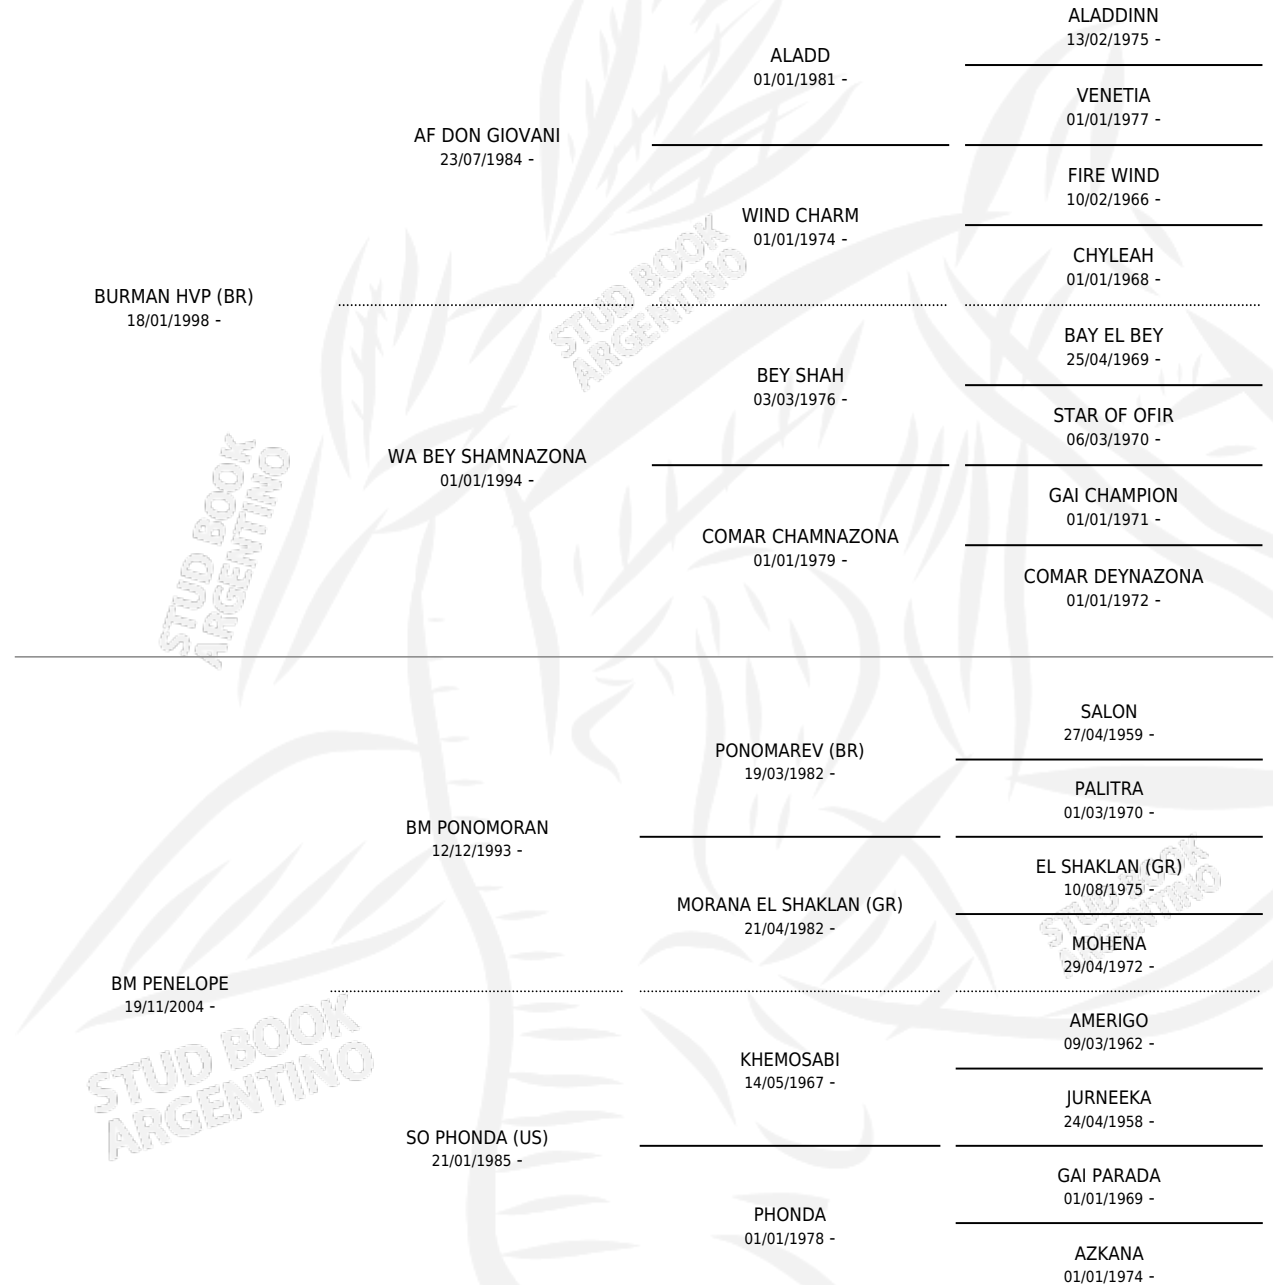 ALADDINN
13/02/1975 -
ALADD
01/01/1981 -
VENETIA
01/01/1977 -
AF DON GIOVANI
23/07/1984 -
FIRE WIND
10/02/1966 -
WIND CHARM
01/01/1974 -
CHYLEAH
01/01/1968 -
BURMAN HVP (BR)
18/01/1998 -
BAY EL BEY
25/04/1969 -
BEY SHAH
03/03/1976 -
STAR OF OFIR
06/03/1970 -
WA BEY SHAMNAZONA
01/01/1994 -
GAI CHAMPION
01/01/1971 -
COMAR CHAMNAZONA
01/01/1979 -
COMAR DEYNAZONA
01/01/1972 -
STUD BOOK
ARGENTINO
STUD BOOK
ARGENTINO
SALON
27/04/1959 -
PONOMAREV (BR)
19/03/1982 -
PALITRA
01/03/1970 -
BM PONOMORAN
12/12/1993 -
EL SHAKLAN (GR)
10/08/1975 -
MORANA EL SHAKLAN (GR)
21/04/1982 -
MOHENA
29/04/1972 -
BM PENELOPE
19/11/2004 -
AMERIGO
09/03/1962 -
KHEMOSABI
14/05/1967 -
JURNEEKA
24/04/1958 -
SO PHONDA (US)
21/01/1985 -
GAI PARADA
01/01/1969 -
PHONDA
01/01/1978 -
AZKANA
01/01/1974 -
STUD BOOK
ARGENTINO
STUD BOOK
ARGENTINO